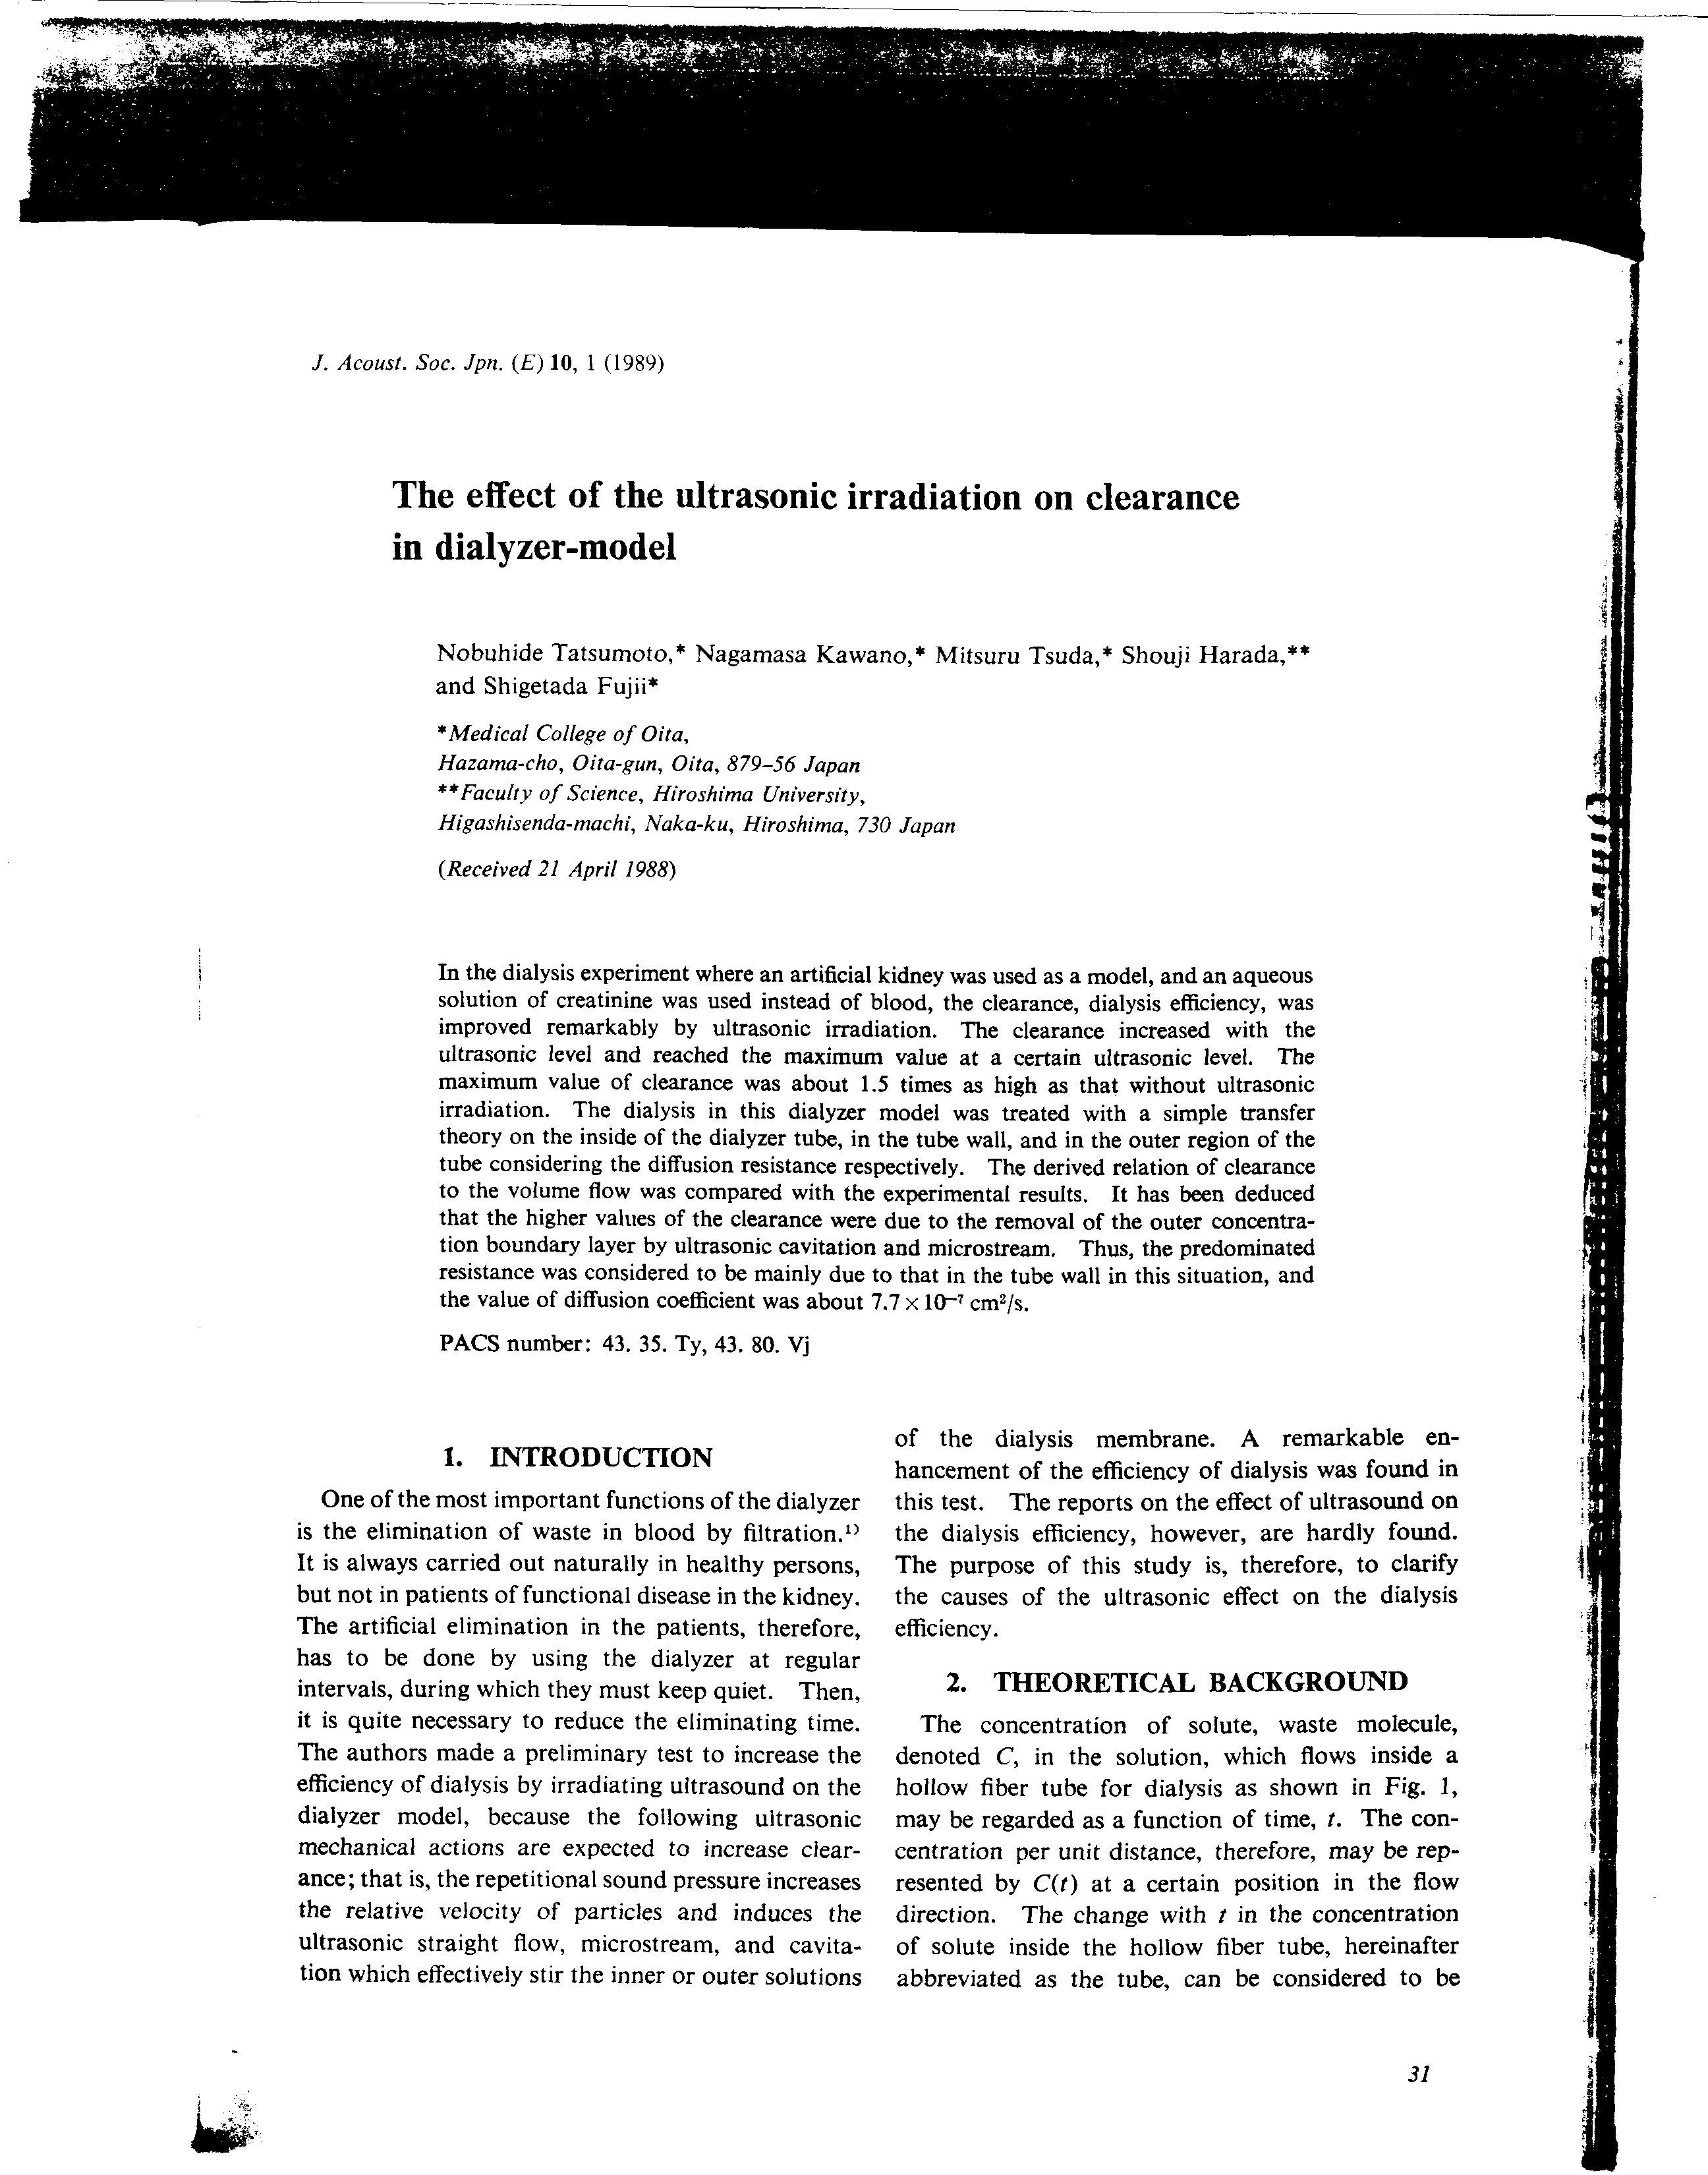 J. Acoust. Soc. Jpn. (E) 10, 1 (1989)
The effect of the ultrasonic irradiation on clearance
in dialyzer-model
Nobuhide Tatsumoto,* Nagamasa Kawano,* Mitsuru Tsuda,* Shouji Harada,**
and Shigetada Fujii*
*Medical College of Oita,
Hazama-cho, Oita-gun, Oita, 879–56 Japan
**Faculty of Science, Hiroshima University,
Higashisenda-machi, Naka-ku, Hiroshima, 730 Japan
(Received 21 April 1988)
In the dialysis experiment where an artificial kidney was used as a model, and an aqueous
solution of creatinine was used instead of blood, the clearance, dialysis efficiency, was
improved remarkably by ultrasonic irradiation. The clearance increased with the
ultrasonic level and reached the maximum value at a certain ultrasonic level. The
maximum value of clearance was about 1.5 times as high as that without ultrasonic
irradiation. The dialysis in this dialyzer model was treated with a simple transfer
theory on the inside of the dialyzer tube, in the tube wall, and in the outer region of the
tube considering the diffusion resistance respectively. The derived relation of clearance
to the volume flow was compared with the experimental results. It has been deduced
that the higher values of the clearance were due to the removal of the outer concentra-
tion boundary layer by ultrasonic cavitation and microstream. Thus, the predominated
resistance was considered to be mainly due to that in the tube wall in this situation, and
the value of diffusion coefficient was about 7.7 × 10⁻⁷ cm²/s.
PACS number: 43. 35. Ty, 43. 80. Vj
1. INTRODUCTION
One of the most important functions of the dialyzer
is the elimination of waste in blood by filtration.¹⁾
It is always carried out naturally in healthy persons,
but not in patients of functional disease in the kidney.
The artificial elimination in the patients, therefore,
has to be done by using the dialyzer at regular
intervals, during which they must keep quiet. Then,
it is quite necessary to reduce the eliminating time.
The authors made a preliminary test to increase the
efficiency of dialysis by irradiating ultrasound on the
dialyzer model, because the following ultrasonic
mechanical actions are expected to increase clear-
ance; that is, the repetitional sound pressure increases
the relative velocity of particles and induces the
ultrasonic straight flow, microstream, and cavita-
tion which effectively stir the inner or outer solutions
of the dialysis membrane. A remarkable en-
hancement of the efficiency of dialysis was found in
this test. The reports on the effect of ultrasound on
the dialysis efficiency, however, are hardly found.
The purpose of this study is, therefore, to clarify
the causes of the ultrasonic effect on the dialysis
efficiency.
2. THEORETICAL BACKGROUND
The concentration of solute, waste molecule,
denoted C, in the solution, which flows inside a
hollow fiber tube for dialysis as shown in Fig. 1,
may be regarded as a function of time, t. The con-
centration per unit distance, therefore, may be rep-
resented by C(t) at a certain position in the flow
direction. The change with t in the concentration
of solute inside the hollow fiber tube, hereinafter
abbreviated as the tube, can be considered to be
31